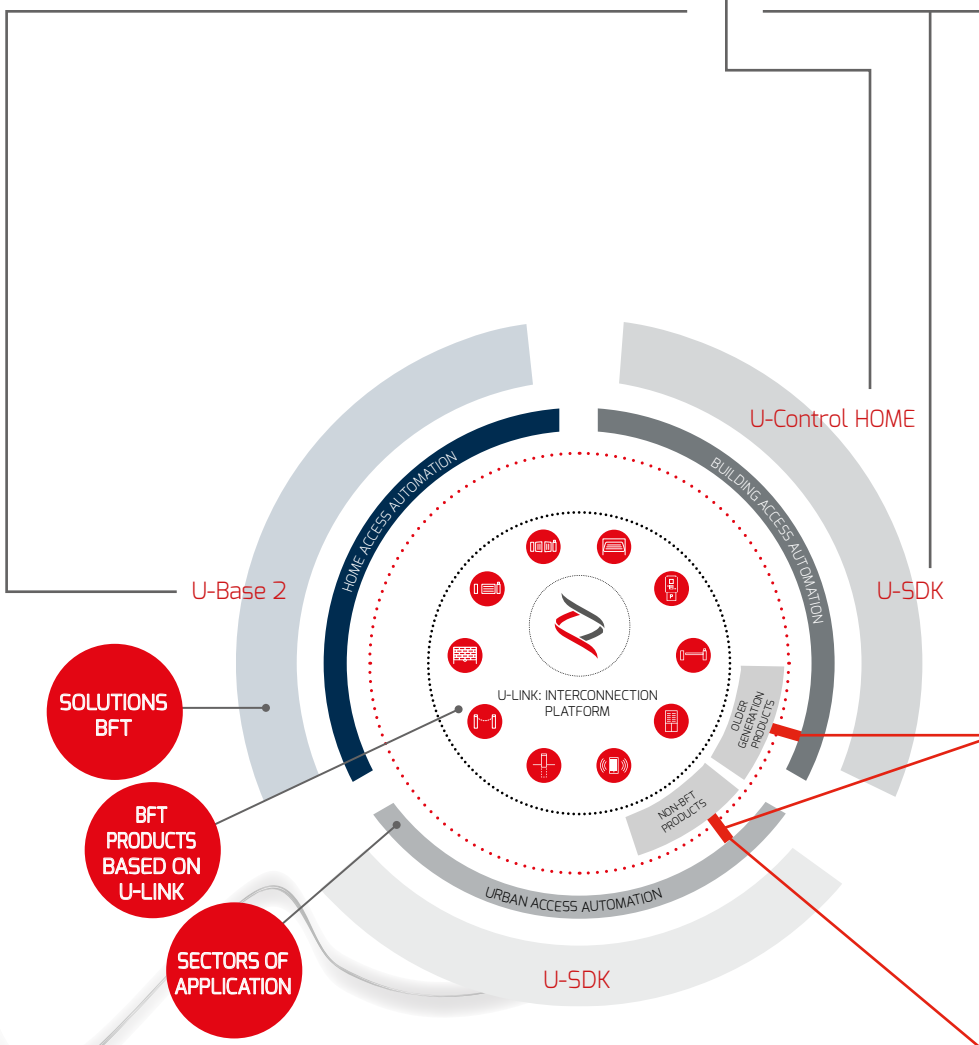 U-Control HOME
BUILDING ACCESS AUTOMATION
HOME ACCESS AUTOMATION
U-Base 2
U-SDK
U-LINK: INTERCONNECTION
PLATFORM
P
OLDER
GENERATION
PRODUCTS
NON-BFT
PRODUCTS
SOLUTIONS
BFT
BFT
PRODUCTS
BASED ON
U-LINK
URBAN ACCESS AUTOMATION
SECTORS OF
APPLICATION
U-SDK